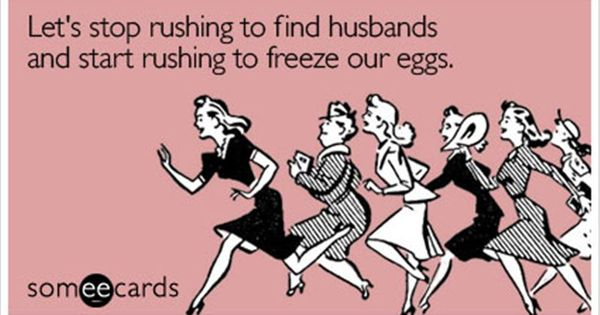 Let's stop rushing to find husbands
and start rushing to freeze our eggs.
someecards